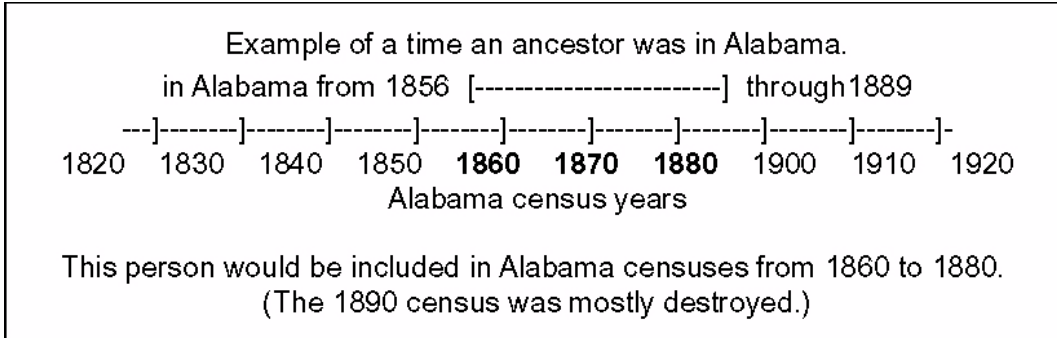 Example of a time an ancestor was in Alabama.
in Alabama from 1856 [-------------------------] through 1889
---]--------]--------]--------]--------]--------]--------]--------]--------]--------]-
1820 1830 1840 1850 1860 1870 1880 1900 1910 1920
Alabama census years
This person would be included in Alabama censuses from 1860 to 1880.
(The 1890 census was mostly destroyed.)